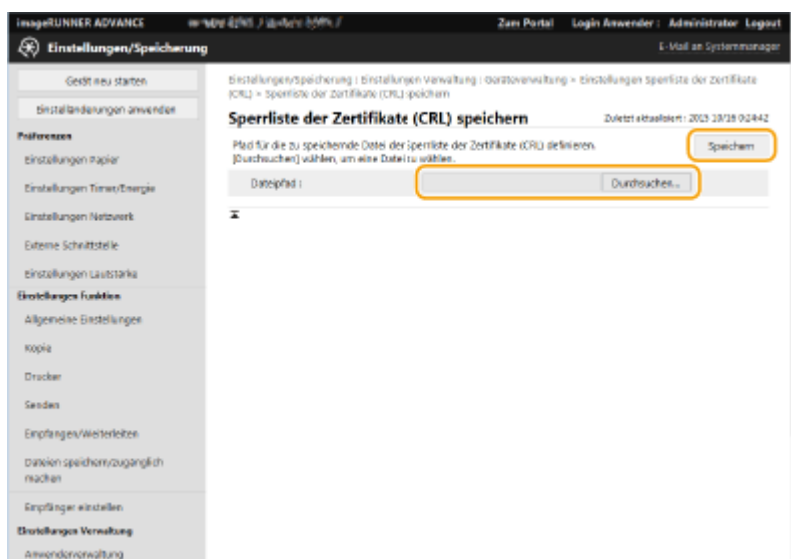 imageRUNNER ADVANCE
Zum Portal Login Anwender : Administrator Logout
Einstellungen/Speicherung
E-Mail an Systemmanager
Gerät neu starten
Einstelländerungen anwenden
Präferenzen
Einstellungen Papier
Einstellungen Timer/Energie
Einstellungen Netzwerk
Externe Schnittstelle
Einstellungen Lautstärke
Einstellungen Funktion
Allgemeine Einstellungen
Kopie
Drucker
Senden
Empfangen/Weiterleiten
Dateien speichern/zugänglich
machen
Empfänger einstellen
Einstellungen Verwaltung
Anwenderverwaltung
Einstellungen/Speicherung : Einstellungen Verwaltung : Geräteverwaltung > Einstellungen Sperrliste der Zertifikate
(CRL) > Sperrliste der Zertifikate (CRL) speichern
Sperrliste der Zertifikate (CRL) speichern
Zuletzt aktualisiert :
Pfad für die zu speichernde Datei der Sperrliste der Zertifikate (CRL) definieren.
[Durchsuchen] wählen, um eine Datei zu wählen.
Speichern
Dateipfad :
Durchsuchen...